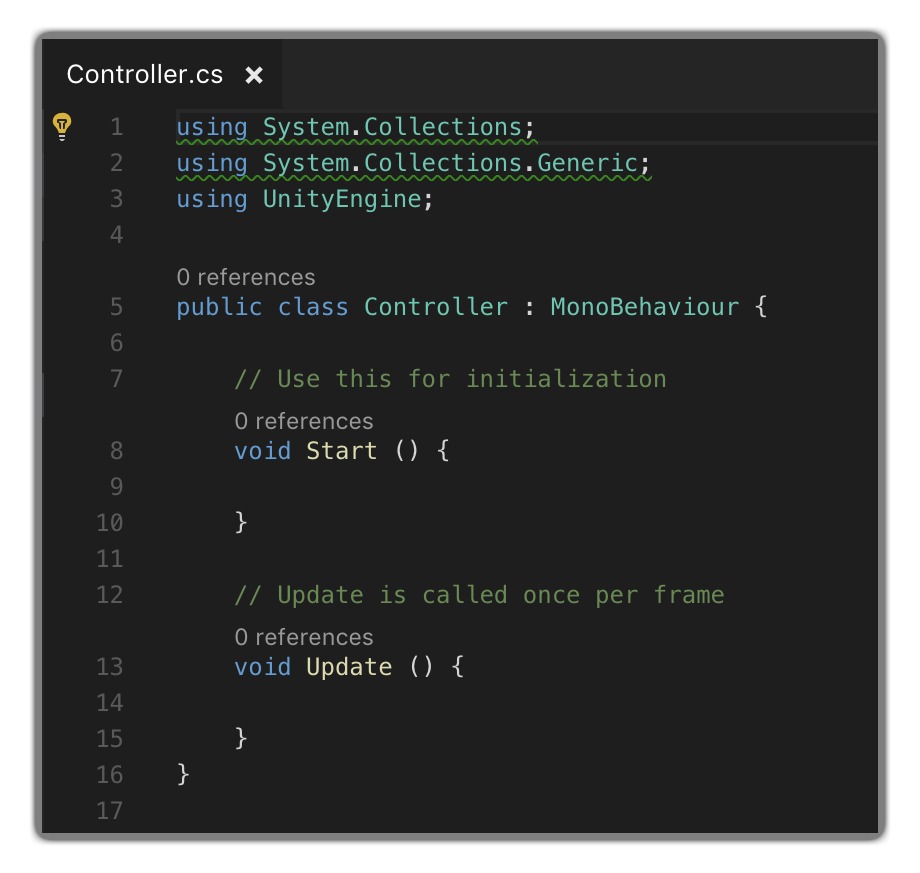 Controller.cs ×
1 using System.Collections;
2 using System.Collections.Generic;
3 using UnityEngine;
4
0 references
5 public class Controller : MonoBehaviour {
6
7     // Use this for initialization
    0 references
8     void Start () {
9
10     }
11
12     // Update is called once per frame
    0 references
13     void Update () {
14
15     }
16 }
17